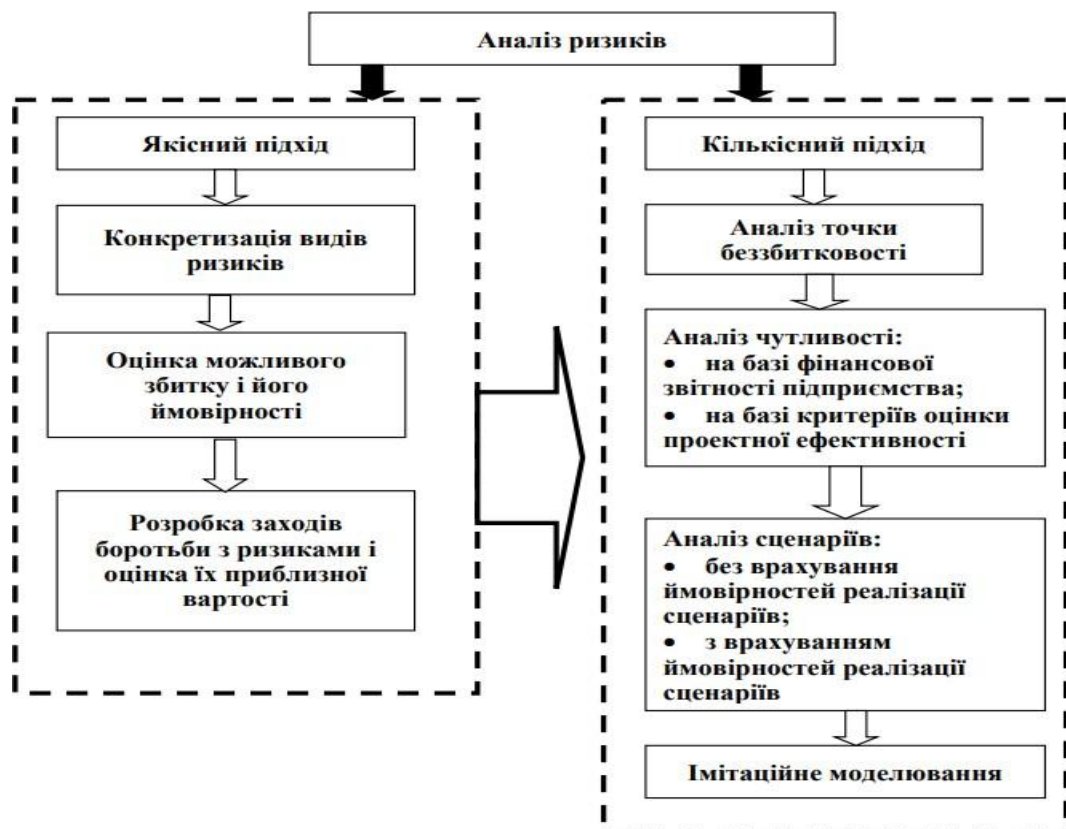 Аналіз ризиків
Якісний підхід
Конкретизація видів
ризиків
Оцінка можливого
збитку і його
ймовірності
Розробка заходів
боротьби з ризиками і
оцінка їх приблизної
вартості
Кількісний підхід
Аналіз точки
беззбитковості
Аналіз чутливості:
• на базі фінансової
звітності підприємства;
• на базі критеріїв оцінки
проектної ефективності
Аналіз сценаріїв:
• без врахування
ймовірностей реалізації
сценаріїв;
• з врахуванням
ймовірностей реалізації
сценаріїв
Імітаційне моделювання